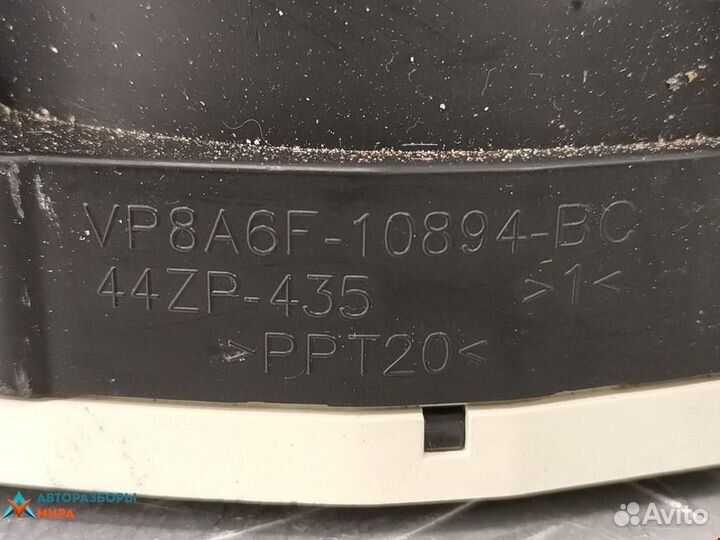 VP8A6F-10894-BC
44ZP-435 >1<
>PPT20<
АВТОРАЗБОРЫ
МИРА
Avito